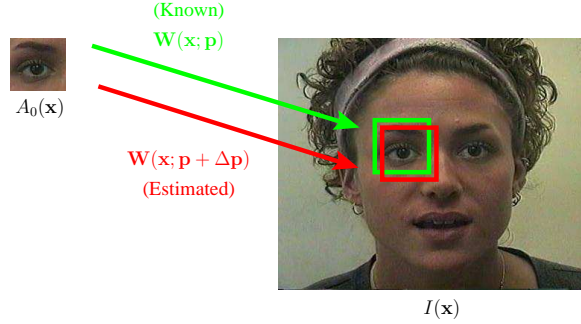 (Known)
W(x; p)
A₀(x)
W(x; p + Δp)
(Estimated)
I(x)